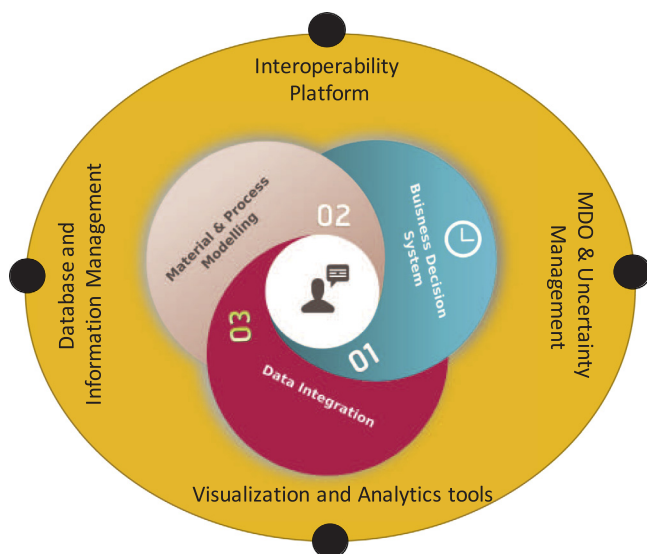 Interoperability
Platform
Database and
Information Management
MDO & Uncertainty
Management
Material & Process
Modelling
02
Buisness Decision
System
01
03
Data Integration
Visualization and Analytics tools